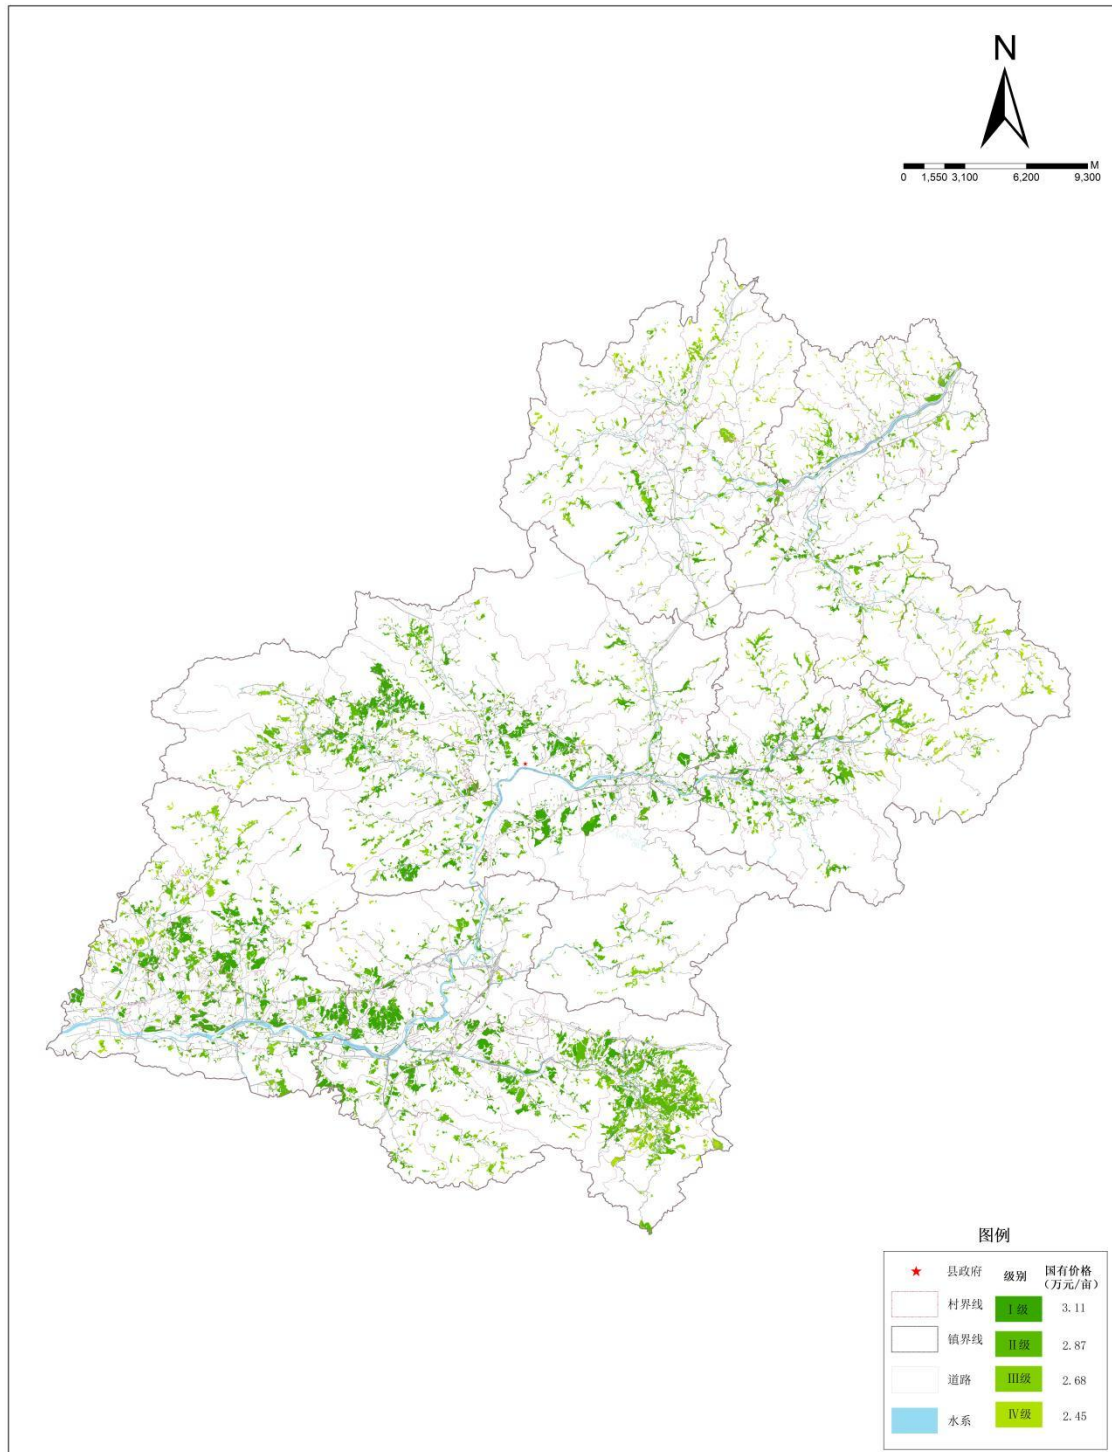 N
M
0 1,550 3,100 6,200 9,300
图例
县政府 级别 国有价格
（万元/亩）
村界线 Ⅰ级 3.11
镇界线 Ⅱ级 2.87
道路 Ⅲ级 2.68
水系 Ⅳ级 2.45